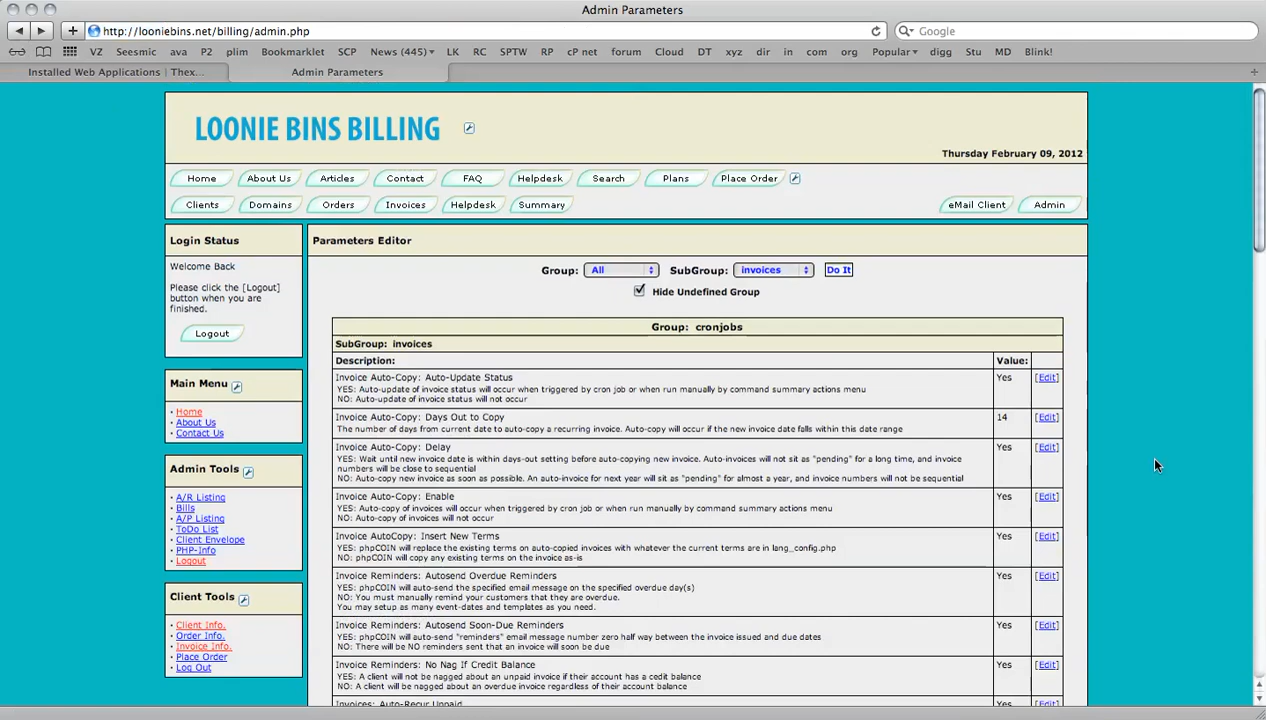 Admin Parameters
http://looniebins.net/billing/admin.php
Google
VZ Seesmic ava P2 plim Bookmarklet SCP News (445) LK RC SPTW RP cP net forum Cloud DT xyz dir in com org Popular digg Stu MD Blink!
Installed Web Applications | Thex...
Admin Parameters
LOONIE BINS BILLING
Thursday February 09, 2012
Home About Us Articles Contact FAQ Helpdesk Search Plans Place Order
Clients Domains Orders Invoices Helpdesk Summary eMail Client Admin
Login Status
Welcome Back
Please click the [Logout]
button when you are
finished.
Logout
Main Menu
Home
About Us
Contact Us
Admin Tools
A/R Listing
Bills
A/P Listing
ToDo List
Client Envelope
PHP-Info
Logout
Client Tools
Client Info.
Order Info.
Invoice Info.
Place Order
Log Out
Parameters Editor
Group: All SubGroup: invoices Do It
Hide Undefined Group
Group: cronjobs
SubGroup: invoices
Description: Value:
Invoice Auto-Copy: Auto-Update Status Yes [Edit]
YES: Auto-update of invoice status will occur when triggered by cron job or when run manually by command summary actions menu
NO: Auto-update of invoice status will not occur
Invoice Auto-Copy: Days Out to Copy 14 [Edit]
The number of days from current date to auto-copy a recurring invoice. Auto-copy will occur if the new invoice date falls within this date range
Invoice Auto-Copy: Delay Yes [Edit]
YES: Wait until new invoice date is within days-out setting before auto-copying new invoice. Auto-invoices will not sit as "pending" for a long time, and invoice
numbers will be close to sequential
NO: Auto-copy new invoice as soon as possible. An auto-invoice for next year will sit as "pending" for almost a year, and invoice numbers will not be sequential
Invoice Auto-Copy: Enable Yes [Edit]
YES: Auto-copy of invoices will occur when triggered by cron job or when run manually by command summary actions menu
NO: Auto-copy of invoices will not occur
Invoice AutoCopy: Insert New Terms Yes [Edit]
YES: phpCOIN will replace the existing terms on auto-copied invoices with whatever the current terms are in lang_config.php
NO: phpCOIN will copy any existing terms on the invoice as-is
Invoice Reminders: Autosend Overdue Reminders Yes [Edit]
YES: phpCOIN will auto-send the specified email message on the specified overdue day(s)
NO: You must manually remind your customers that they are overdue.
You may setup as many event-dates and templates as you need.
Invoice Reminders: Autosend Soon-Due Reminders Yes [Edit]
YES: phpCOIN will auto-send "reminders" email message number zero half way between the invoice issued and due dates
NO: There will be NO reminders sent that an invoice will soon be due
Invoice Reminders: No Nag If Credit Balance Yes [Edit]
YES: A client will not be nagged about an unpaid invoice if their account has a cedit balance
NO: A client will be nagged about an overdue invoice regardless of their account balance
Invoices: Auto-Recur Unpaid Yes [Edit]